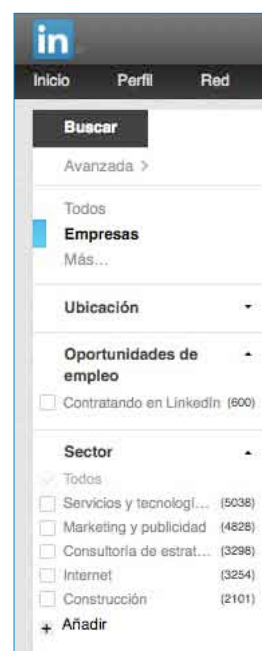 in
Inicio Perfil Red
Buscar
Avanzada >
Todos
Empresas
Más...
Ubicación
Oportunidades de
empleo
Contratando en LinkedIn (600)
Sector
Todos
Servicios y tecnologí... (5038)
Marketing y publicidad (4828)
Consultoría de estrat... (3298)
Internet (3254)
Construcción (2101)
+ Añadir